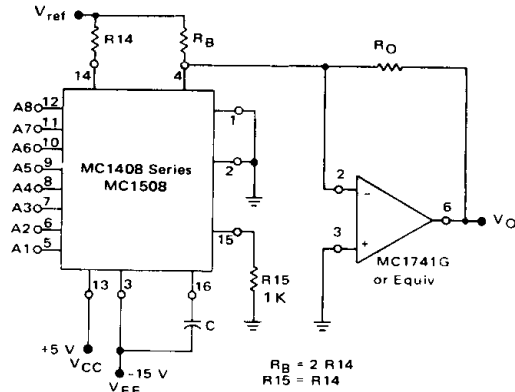 Vref
R14
RB
RO
14
4
A8 12
A7 11
A6 10
A5 9
A4 8
A3 7
A2 6
A1 5
MC1408 Series
MC1508
1
2
15
R15
1 K
2
-
3
+
6
VO
MC1741G
or Equiv
13
3
16
C
+5 V
VCC
-15 V
VEE
RB = 2 R14
R15 = R14